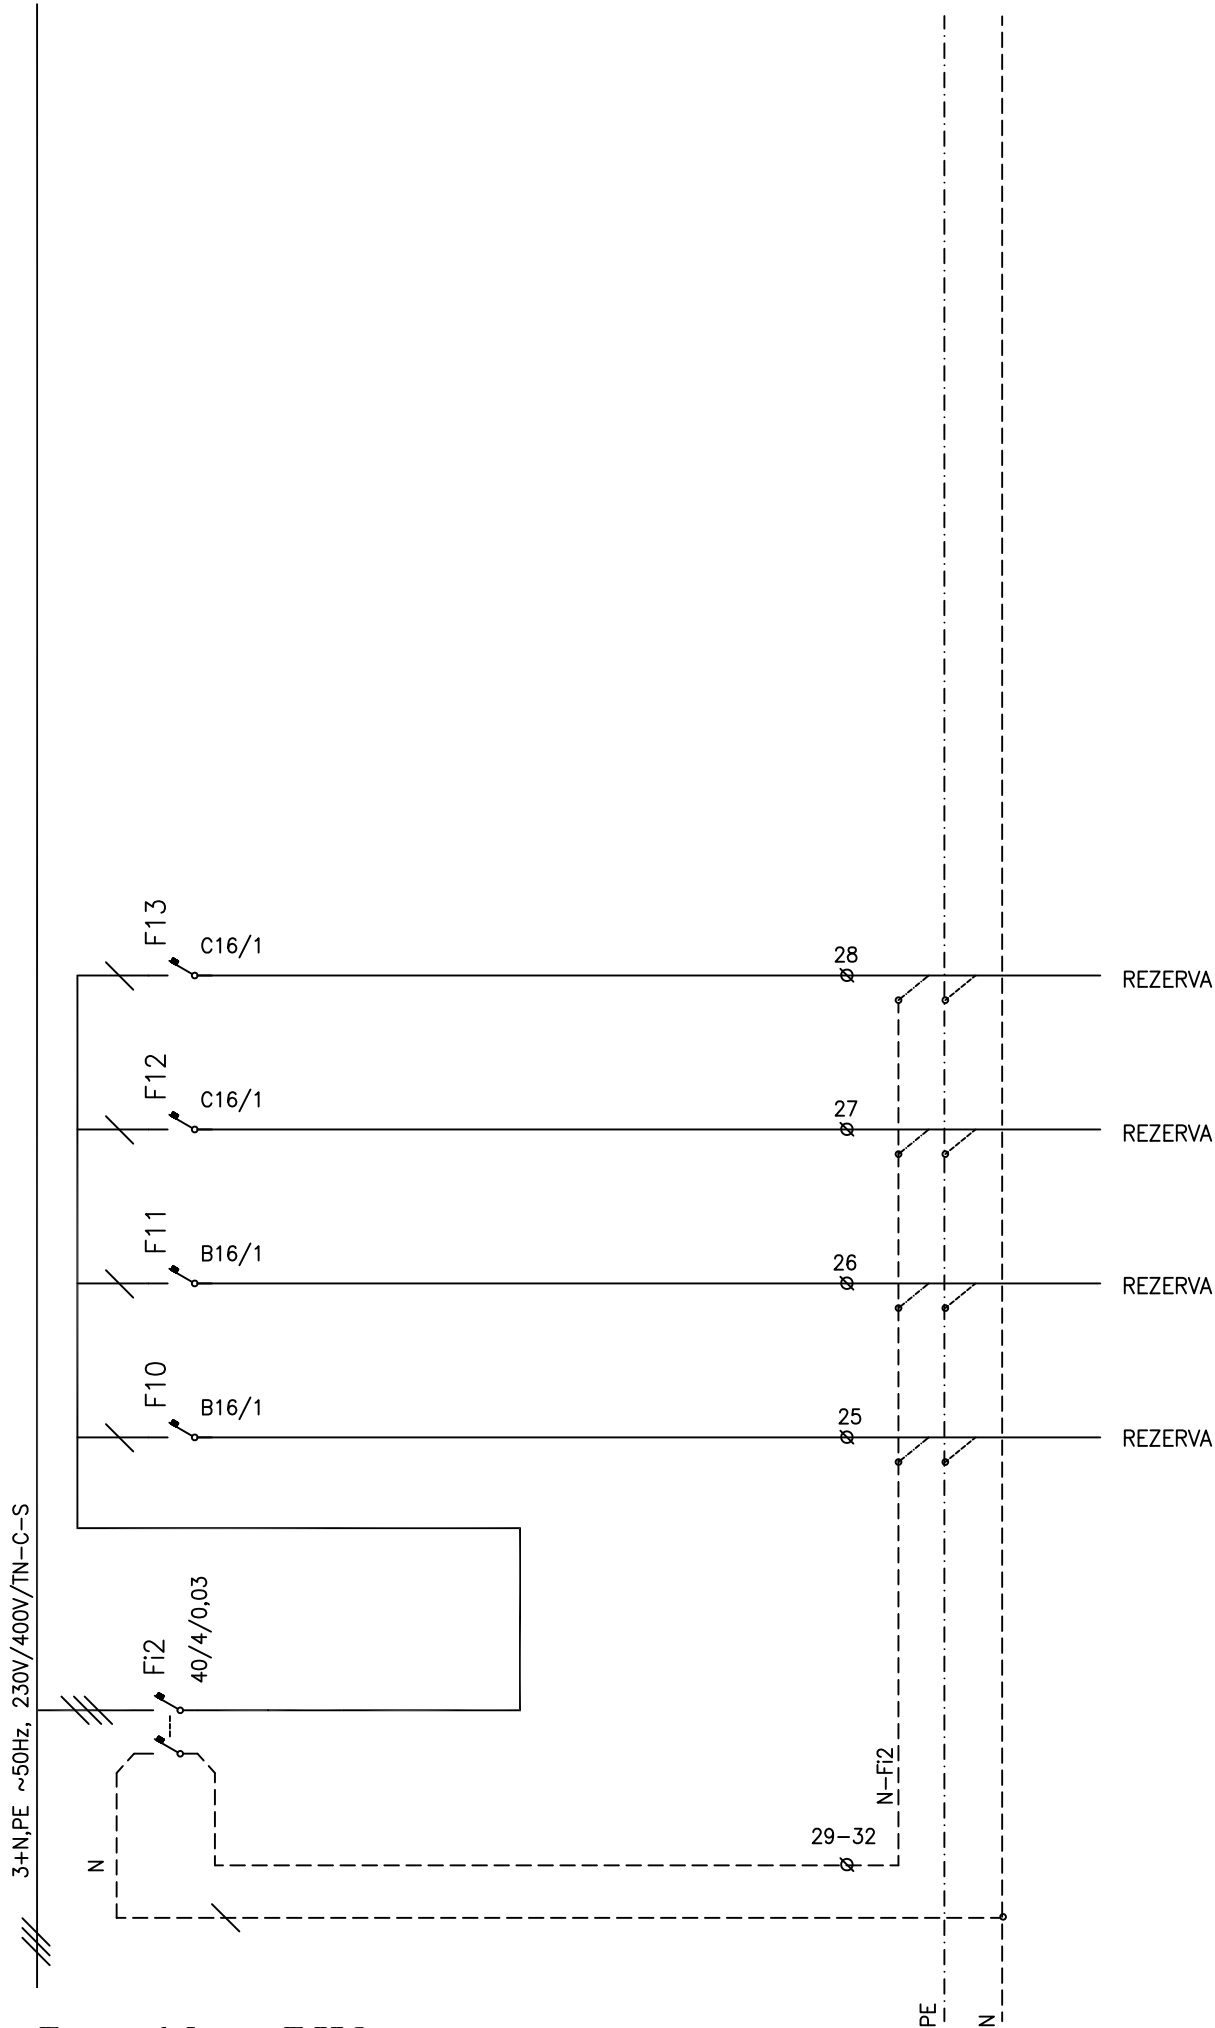 F13
C16/1
28
REZERVA
F12
C16/1
27
REZERVA
F11
B16/1
26
REZERVA
F10
B16/1
25
REZERVA
3+N,PE ~50Hz, 230V/400V/TN-C-S
Fi2
40/4/0,03
N
N-Fi2
29-32
PE
N